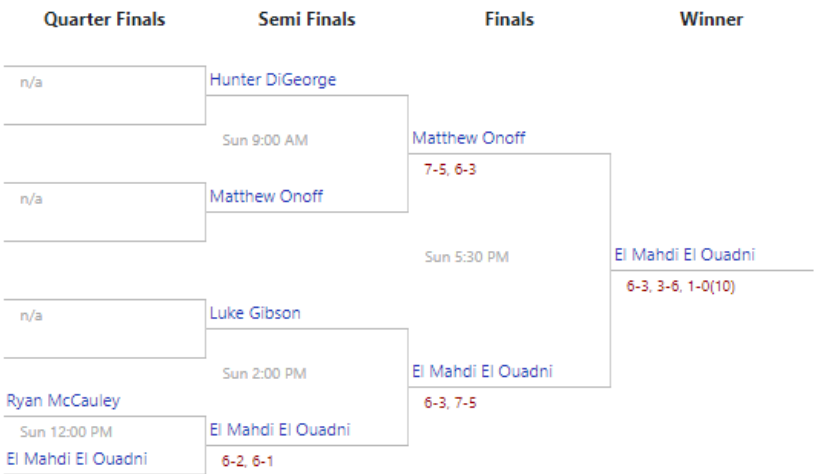 Quarter Finals Semi Finals Finals Winner
n/a
Hunter DiGeorge
Sun 9:00 AM
Matthew Onoff
7-5, 6-3
n/a
Matthew Onoff
Sun 5:30 PM
El Mahdi El Ouadni
6-3, 3-6, 1-0(10)
n/a
Luke Gibson
Sun 2:00 PM
El Mahdi El Ouadni
6-3, 7-5
Ryan McCauley
Sun 12:00 PM
El Mahdi El Ouadni
El Mahdi El Ouadni
6-2, 6-1